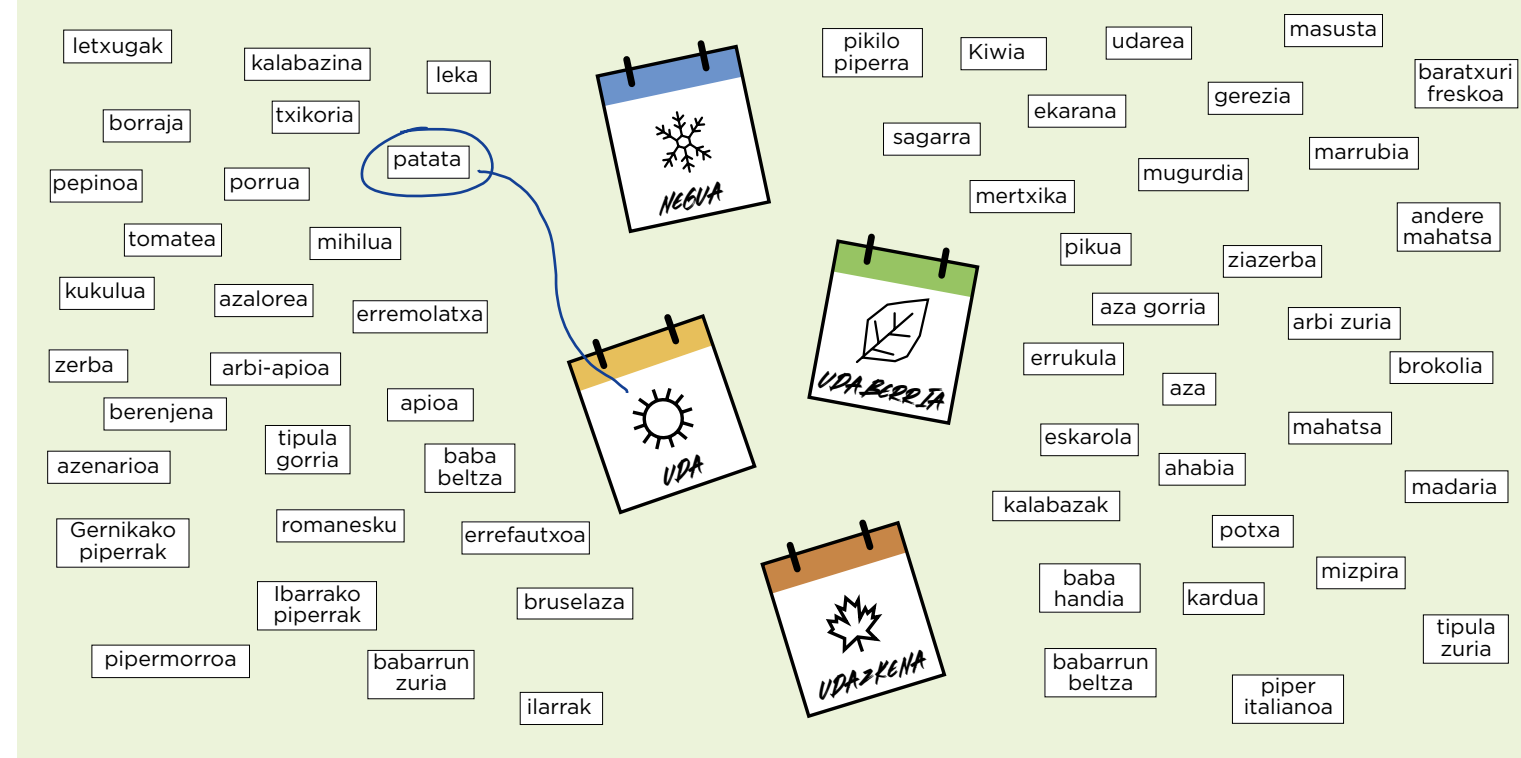 letxugak
kalabazina
leka
borraja
txikoria
patata
pepinoa
porrua
tomatea
mihilua
kukulua
azalorea
erremolatxa
zerba
arbi-apioa
berenjena
apioa
tipula
gorria
azenarioa
baba
beltza
Gernikako
piperrak
romanesku
errefautxoa
Ibarrako
piperrak
bruselaza
pipermorroa
babarrun
zuria
ilarrak
NEGUA
UDABERRIA
UDA
UDAZKENA
pikilo
piperra
Kiwia
udarea
masusta
baratxuri
freskoa
ekarana
gerezia
sagarra
marrubia
mugurdia
mertxika
andere
mahatsa
pikua
ziazerba
aza gorria
arbi zuria
errukula
brokolia
aza
mahatsa
eskarola
ahabia
madaria
kalabazak
potxa
baba
handia
kardua
mizpira
tipula
zuria
babarrun
beltza
piper
italianoa